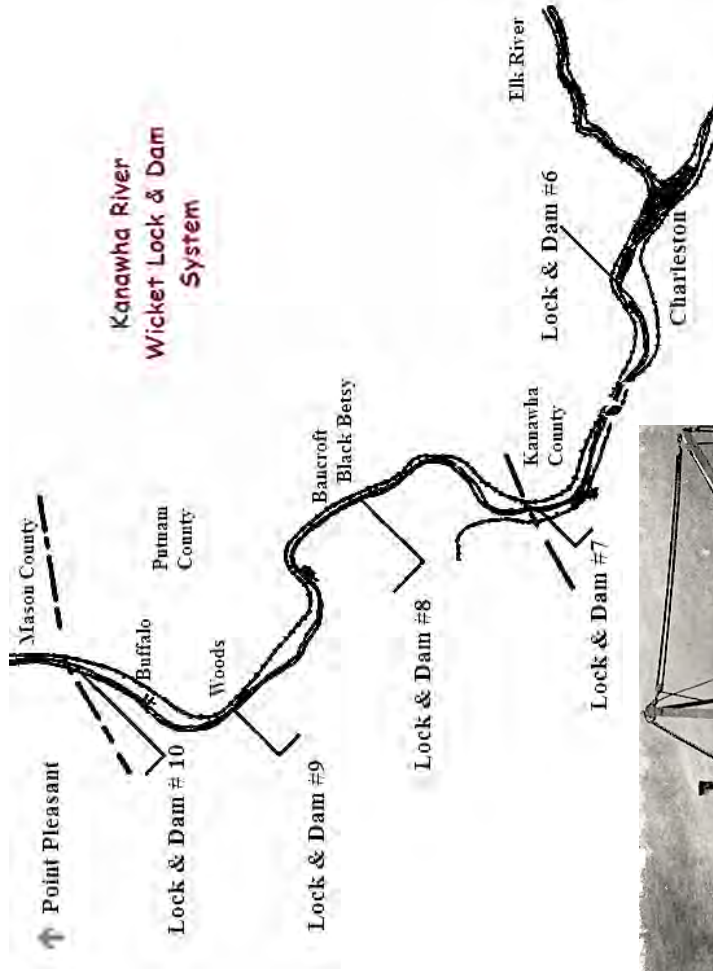 Kanawha River
Wicket Lock & Dam
System
Point Pleasant
Mason County
Lock & Dam # 10
Buffalo
Putnam
County
Woods
Lock & Dam #9
Bancroft
Black Betsy
Lock & Dam #8
Kanawha
County
Lock & Dam #7
Lock & Dam #6
Elk River
Charleston